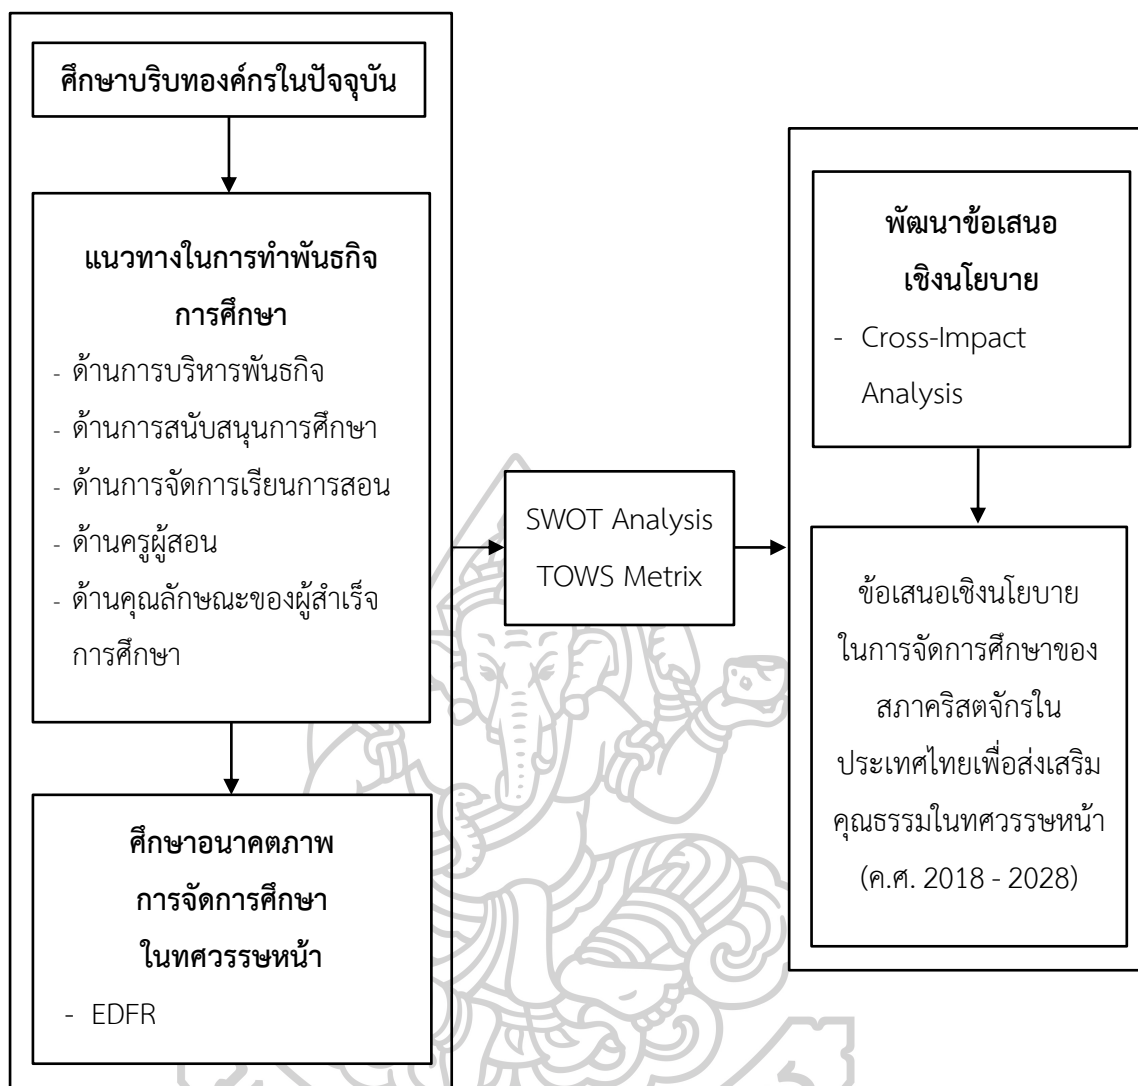 ศึกษาบริบทองค์กรในปัจจุบัน
แนวทางในการทำพันธกิจ
การศึกษา
- ด้านการบริหารพันธกิจ
- ด้านการสนับสนุนการศึกษา
- ด้านการจัดการเรียนการสอน
- ด้านครูผู้สอน
- ด้านคุณลักษณะของผู้สำเร็จ
การศึกษา
ศึกษาอนาคตภาพ
การจัดการศึกษา
ในทศวรรษหน้า
- EDFR
SWOT Analysis
TOWS Metrix
พัฒนาข้อเสนอ
เชิงนโยบาย
- Cross-Impact
Analysis
ข้อเสนอเชิงนโยบาย
ในการจัดการศึกษาของ
สภาคริสตจักรใน
ประเทศไทยเพื่อส่งเสริม
คุณธรรมในทศวรรษหน้า
(ค.ศ. 2018 - 2028)